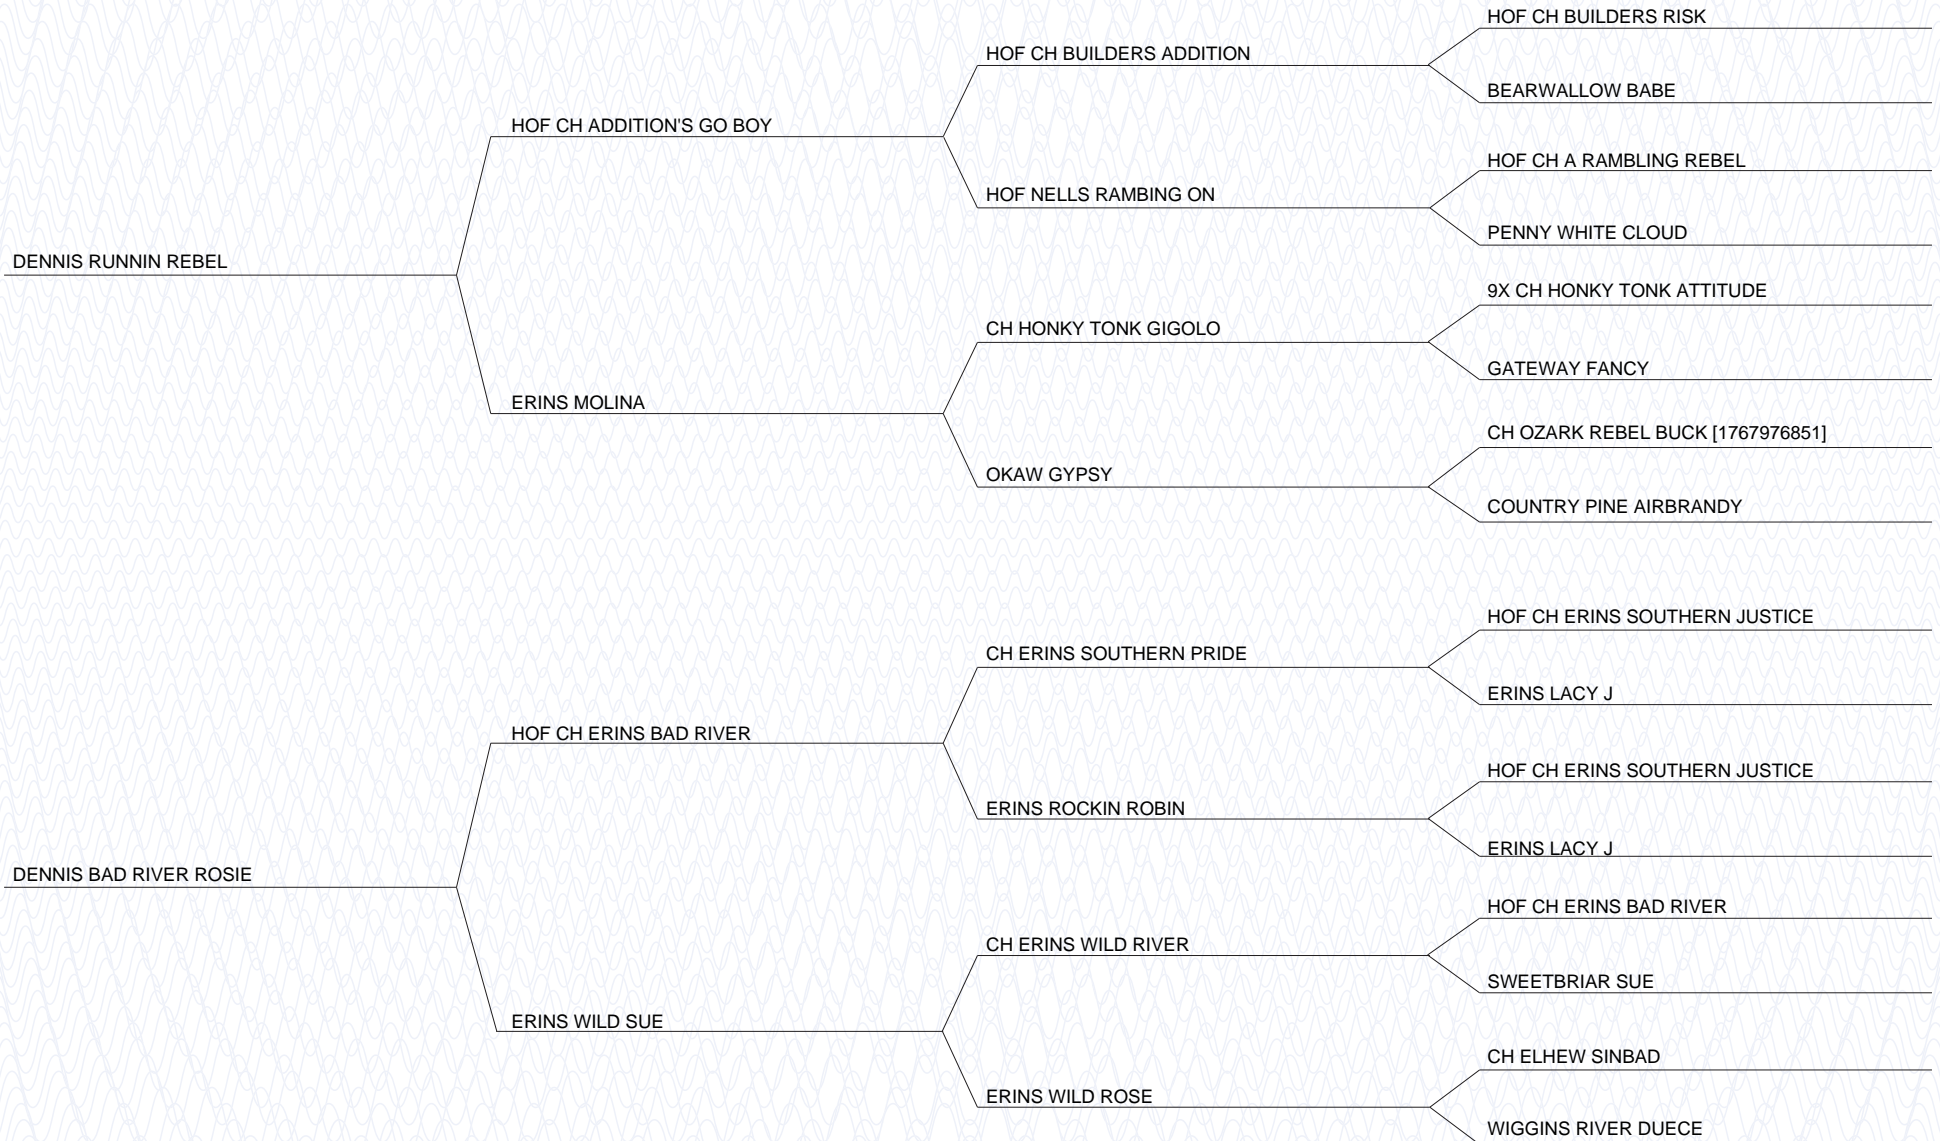 HOF CH BUILDERS RISK
HOF CH BUILDERS ADDITION
BEARWALLOW BABE
HOF CH ADDITION'S GO BOY
HOF CH A RAMBLING REBEL
HOF NELLS RAMBING ON
PENNY WHITE CLOUD
DENNIS RUNNIN REBEL
9X CH HONKY TONK ATTITUDE
CH HONKY TONK GIGOLO
GATEWAY FANCY
ERINS MOLINA
CH OZARK REBEL BUCK [1767976851]
OKAW GYPSY
COUNTRY PINE AIRBRANDY
HOF CH ERINS SOUTHERN JUSTICE
CH ERINS SOUTHERN PRIDE
ERINS LACY J
HOF CH ERINS BAD RIVER
HOF CH ERINS SOUTHERN JUSTICE
ERINS ROCKIN ROBIN
ERINS LACY J
DENNIS BAD RIVER ROSIE
HOF CH ERINS BAD RIVER
CH ERINS WILD RIVER
SWEETBRIAR SUE
ERINS WILD SUE
CH ELHEW SINBAD
ERINS WILD ROSE
WIGGINS RIVER DUECE